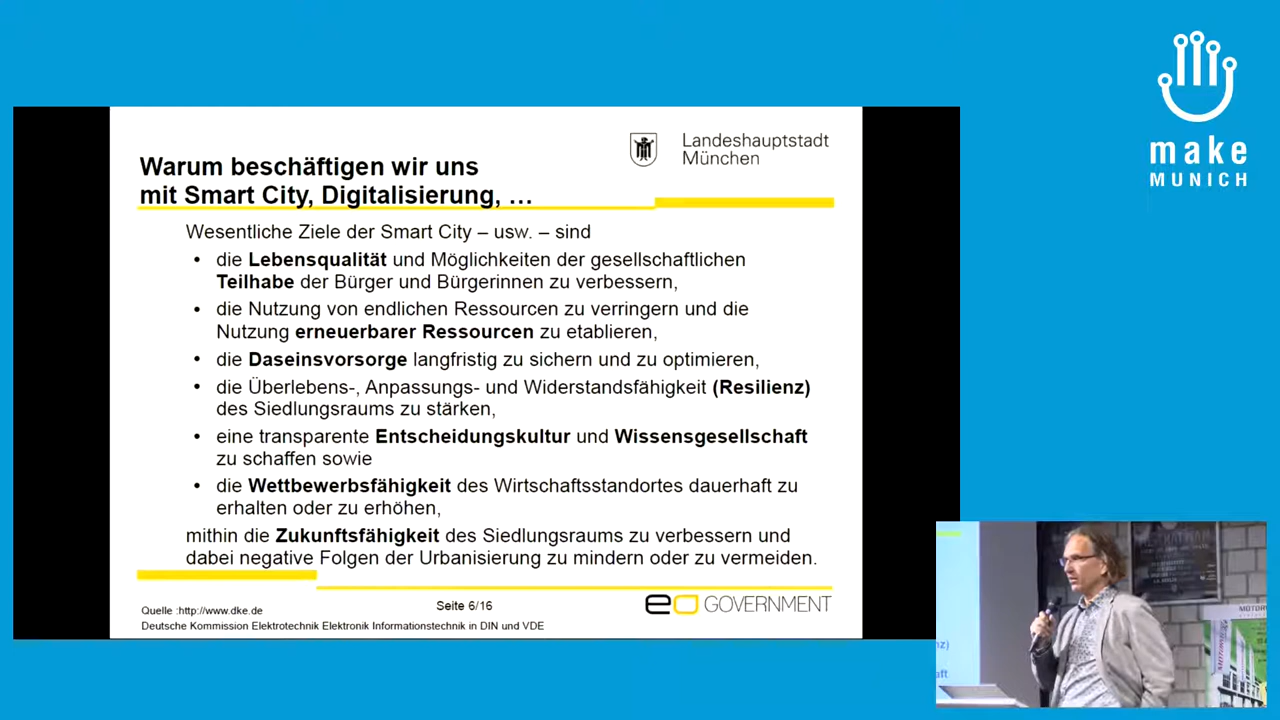 make
MUNICH
Landeshauptstadt
München
Warum beschäftigen wir uns
mit Smart City, Digitalisierung, …
Wesentliche Ziele der Smart City – usw. – sind
• die Lebensqualität und Möglichkeiten der gesellschaftlichen
Teilhabe der Bürger und Bürgerinnen zu verbessern,
• die Nutzung von endlichen Ressourcen zu verringern und die
Nutzung erneuerbarer Ressourcen zu etablieren,
• die Daseinsvorsorge langfristig zu sichern und zu optimieren,
• die Überlebens-, Anpassungs- und Widerstandsfähigkeit (Resilienz)
des Siedlungsraums zu stärken,
• eine transparente Entscheidungskultur und Wissensgesellschaft
zu schaffen sowie
• die Wettbewerbsfähigkeit des Wirtschaftsstandortes dauerhaft zu
erhalten oder zu erhöhen,
mithin die Zukunftsfähigkeit des Siedlungsraums zu verbessern und
dabei negative Folgen der Urbanisierung zu mindern oder zu vermeiden.
Quelle :http://www.dke.de
Seite 6/16
eo GOVERNMENT
Deutsche Kommission Elektrotechnik Elektronik Informationstechnik in DIN und VDE